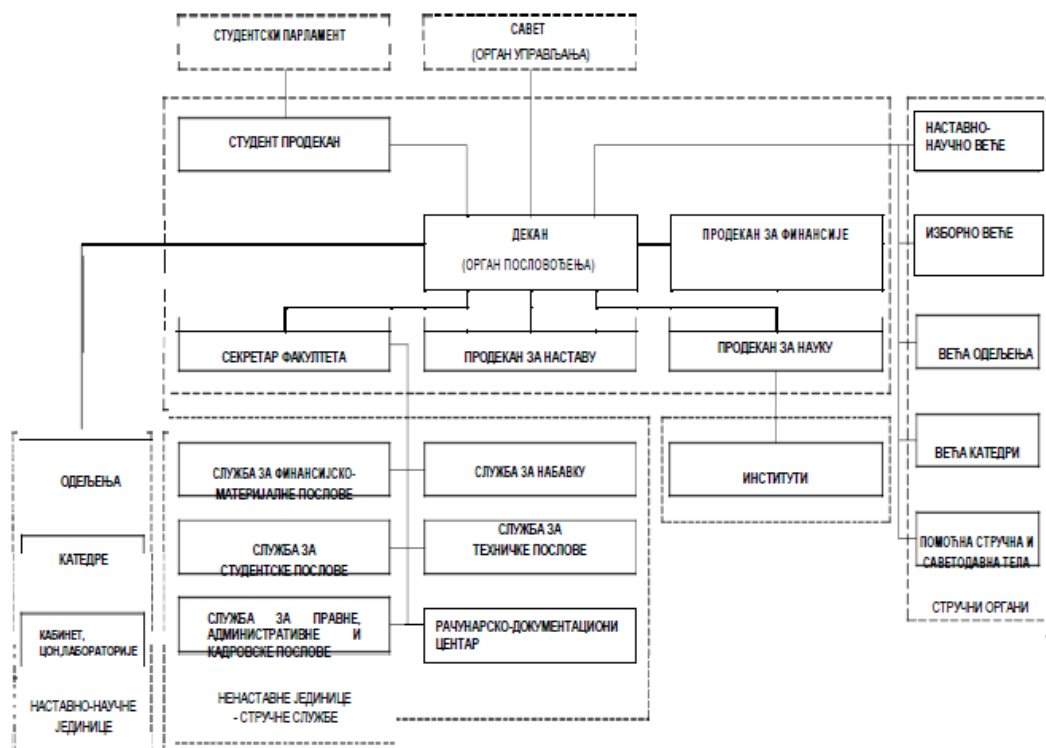 СТУДЕНТСКИ ПАРЛАМЕНТ
САВЕТ
(ОРГАН УПРАВЉАЊА)
СТУДЕНТ ПРОДЕКАН
НАСТАВНО-
НАУЧНО ВЕЋЕ
ДЕКАН
(ОРГАН ПОСЛОВОЂЕЊА)
ПРОДЕКАН ЗА ФИНАНСИЈЕ
ИЗБОРНО ВЕЋЕ
СЕКРЕТАР ФАКУЛТЕТА
ПРОДЕКАН ЗА НАСТАВУ
ПРОДЕКАН ЗА НАУКУ
ВЕЋА ОДЕЉЕЊА
ОДЕЉЕЊА
СЛУЖБА ЗА ФИНАНСИЈСКО-
МАТЕРИЈАЛНЕ ПОСЛОВЕ
СЛУЖБА ЗА НАБАВКУ
ИНСТИТУТИ
ВЕЋА КАТЕДРИ
КАТЕДРЕ
СЛУЖБА ЗА
СТУДЕНТСКЕ ПОСЛОВЕ
СЛУЖБА ЗА
ТЕХНИЧКЕ ПОСЛОВЕ
ПОМОЋНА СТРУЧНА И
САВЕТОДАВНА ТЕЛА
СТРУЧНИ ОРГАНИ
КАБИНЕТ,
ЦОН,ЛАБОРАТОРИЈЕ
СЛУЖБА ЗА ПРАВНЕ,
АДМИНИСТРАТИВНЕ И
КАДРОВСКЕ ПОСЛОВЕ
РАЧУНАРСКО-ДОКУМЕНТАЦИОНИ
ЦЕНТАР
НАСТАВНО-НАУЧНЕ
ЈЕДИНИЦЕ
НЕНАСТАВНЕ ЈЕДИНИЦЕ
- СТРУЧНЕ СЛУЖБЕ